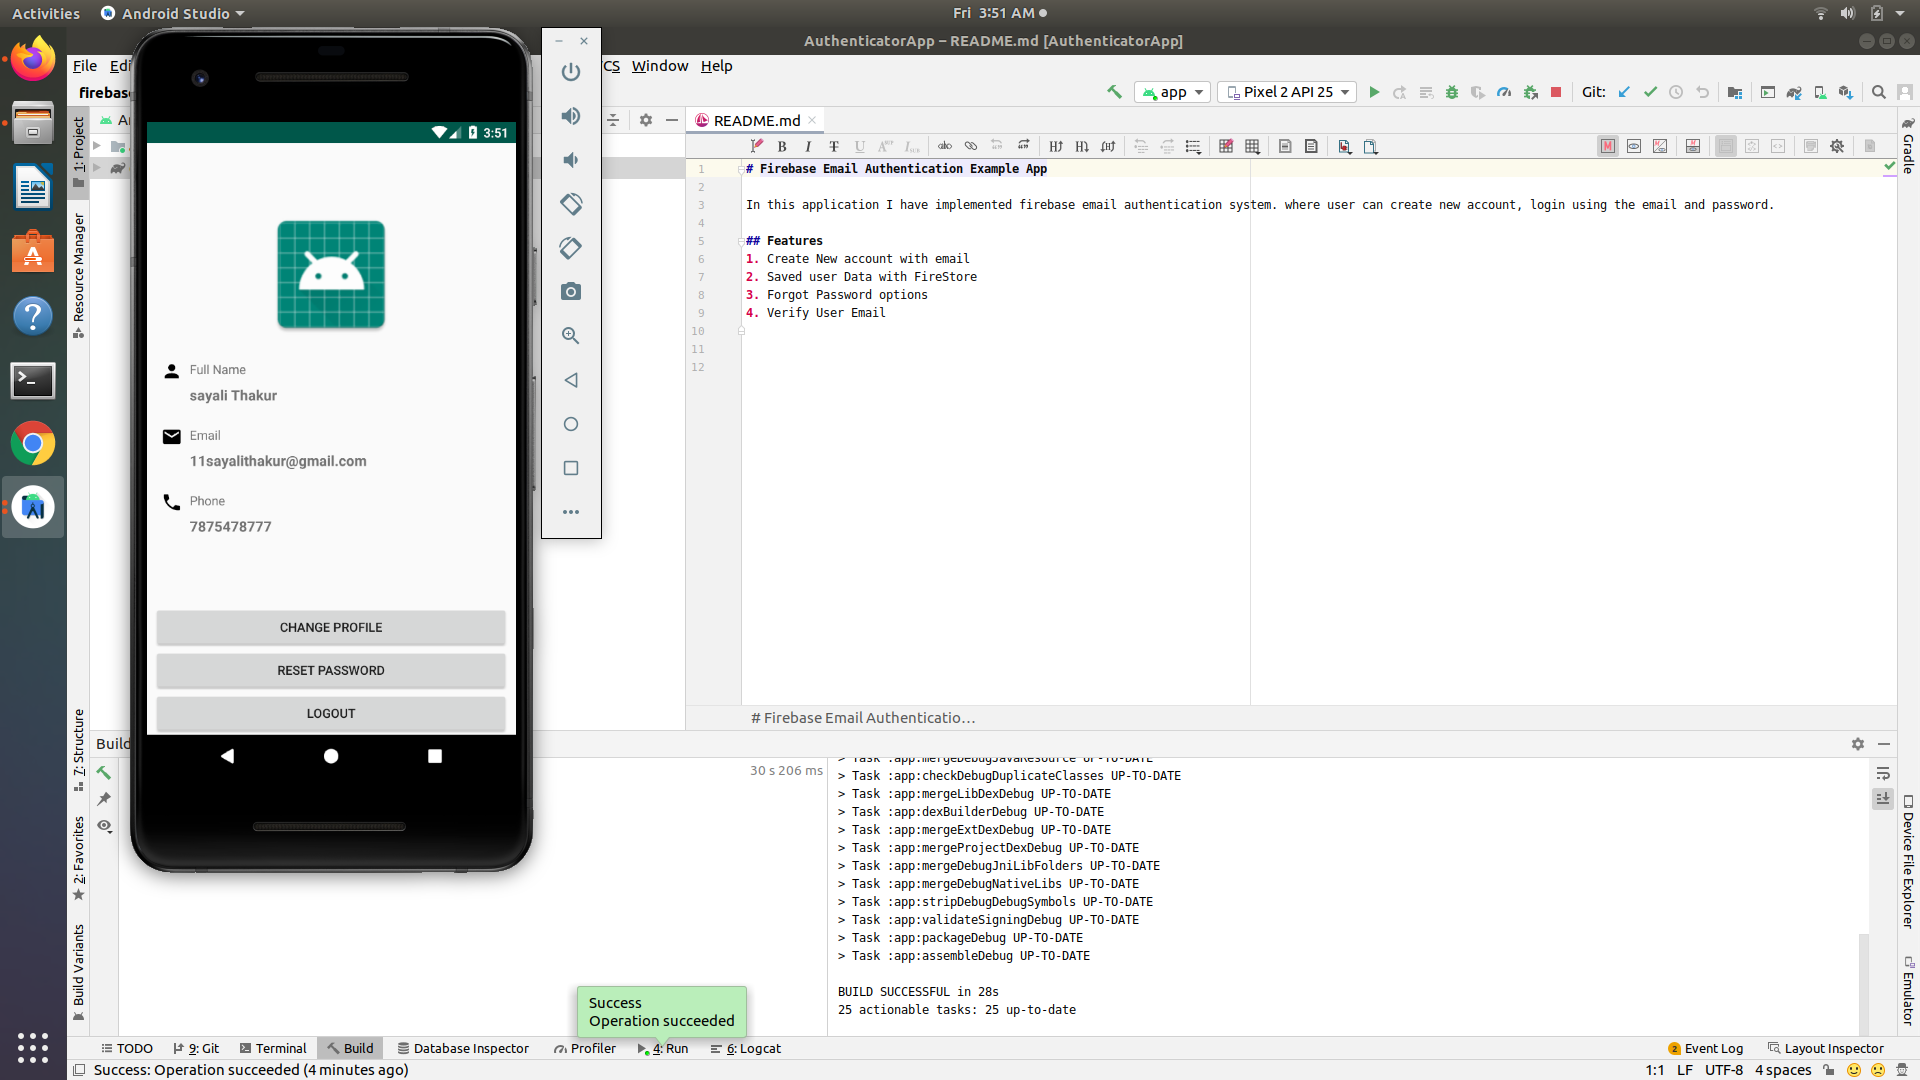 Activities
Android Studio
Fri 3:51 AM
AuthenticatorApp – README.md [AuthenticatorApp]
File
Window
Help
app
Pixel 2 API 25
Git:
README.md
3:51
1: Project
Resource Manager
7: Structure
2: Favorites
Build Variants
Gradle
Device File Explorer
Emulator
Full Name
sayali Thakur
Email
11sayalithakur@gmail.com
Phone
7875478777
CHANGE PROFILE
RESET PASSWORD
LOGOUT
1 # Firebase Email Authentication Example App
2
3 In this application I have implemented firebase email authentication system. where user can create new account, login using the email and password.
4
5 ## Features
6 1. Create New account with email
7 2. Saved user Data with FireStore
8 3. Forgot Password options
9 4. Verify User Email
10
11
12
# Firebase Email Authenticatio…
Build
30 s 206 ms
> Task :app:mergeDebugJavaResource UP-TO-DATE
> Task :app:checkDebugDuplicateClasses UP-TO-DATE
> Task :app:mergeLibDexDebug UP-TO-DATE
> Task :app:dexBuilderDebug UP-TO-DATE
> Task :app:mergeExtDexDebug UP-TO-DATE
> Task :app:mergeProjectDexDebug UP-TO-DATE
> Task :app:mergeDebugJniLibFolders UP-TO-DATE
> Task :app:mergeDebugNativeLibs UP-TO-DATE
> Task :app:stripDebugDebugSymbols UP-TO-DATE
> Task :app:validateSigningDebug UP-TO-DATE
> Task :app:packageDebug UP-TO-DATE
> Task :app:assembleDebug UP-TO-DATE
BUILD SUCCESSFUL in 28s
25 actionable tasks: 25 up-to-date
Success
Operation succeeded
TODO
9: Git
Terminal
Build
Database Inspector
Profiler
4: Run
6: Logcat
2 Event Log
Layout Inspector
Success: Operation succeeded (4 minutes ago)
1:1 LF UTF-8 4 spaces